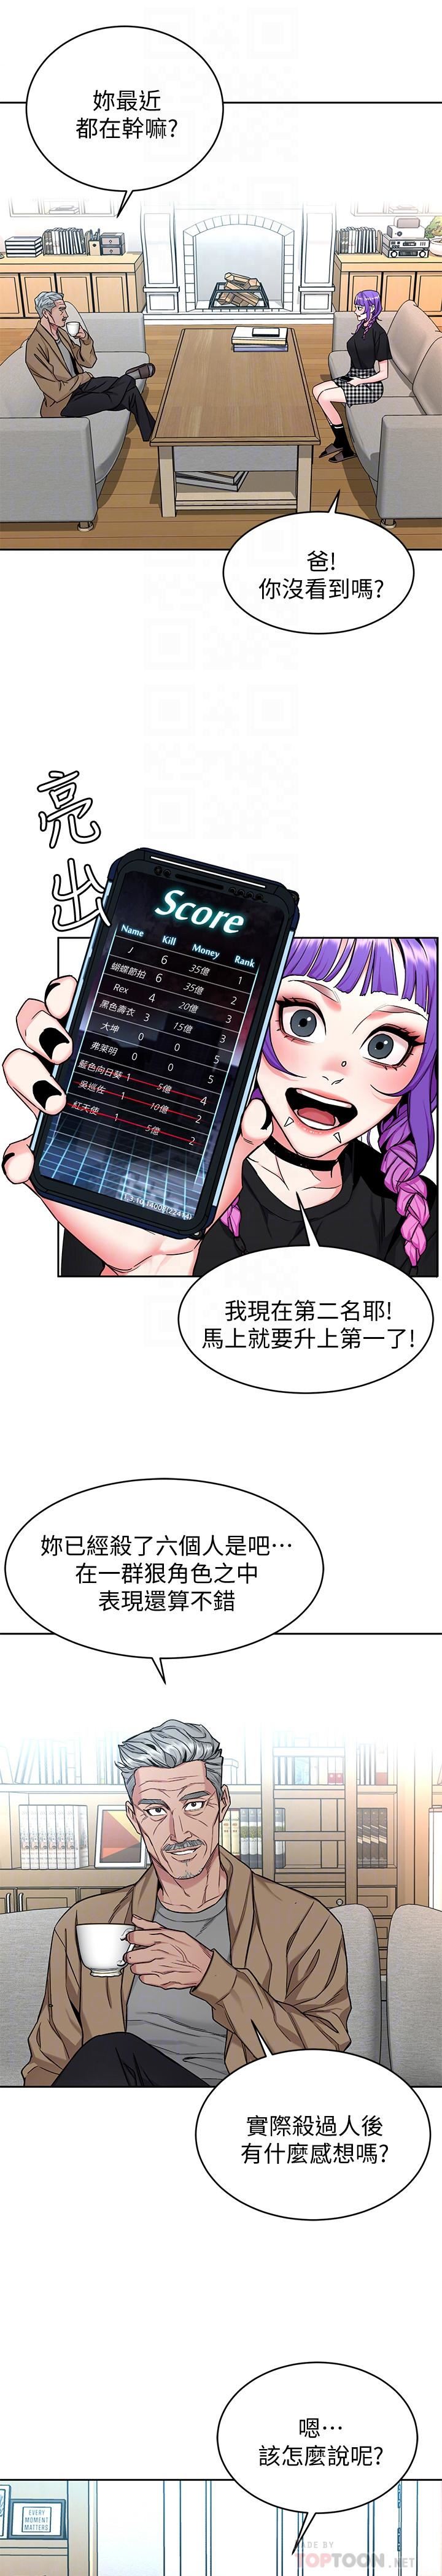 妳最近
都在幹嘛?
爸!
你沒看到嗎?
亮出
Score
Name Kill Money Rank
J 6 35億 1
蝴蝶節拍 6 35億 2
Rex 4 20億 3
黑色壽衣 3 15億 3
大坤 0 5
弗萊明 0 0 5
藍色向日葵 1 5億 4
吳巡佐 1 10億 2
紅天使 1 5億 2
我現在第二名耶!
馬上就要升上第一了!
妳已經殺了六個人是吧⋯
在一群狠角色之中
表現還算不錯
實際殺過人後
有什麼感想嗎?
嗯⋯
該怎麼說呢?
EVERY
MOMENT
MATTERS
MADE BY
TOPTOON.NET